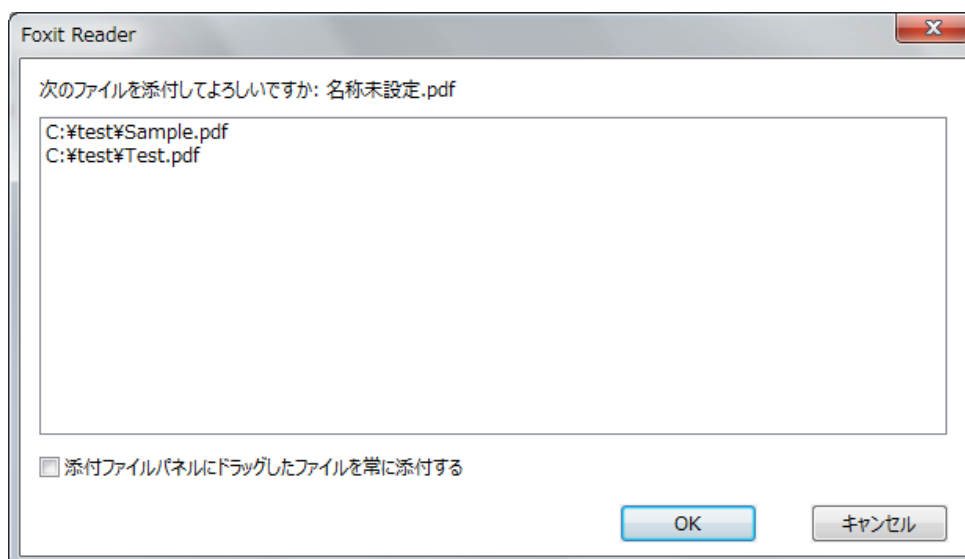 Foxit Reader
次のファイルを添付してよろしいですか: 名称未設定.pdf
C:¥test¥Sample.pdf
C:¥test¥Test.pdf
添付ファイルパネルにドラッグしたファイルを常に添付する
OK キャンセル